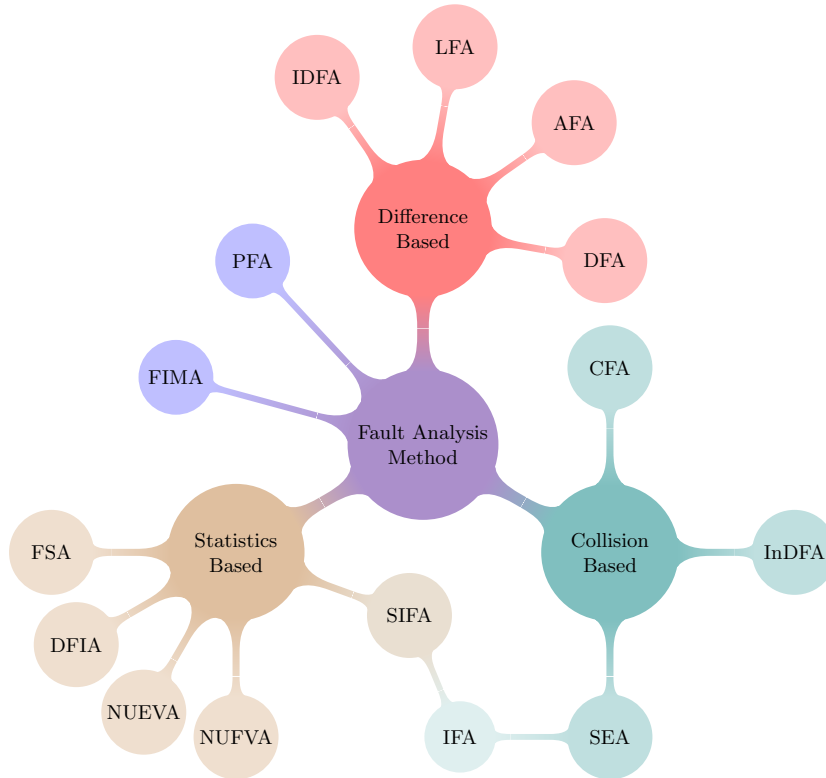 LFA
IDFA
AFA
Difference
Based
DFA
PFA
CFA
FIMA
Fault Analysis
Method
FSA
Statistics
Based
Collision
Based
InDFA
SIFA
DFIA
NUEVA
NUFVA
IFA
SEA